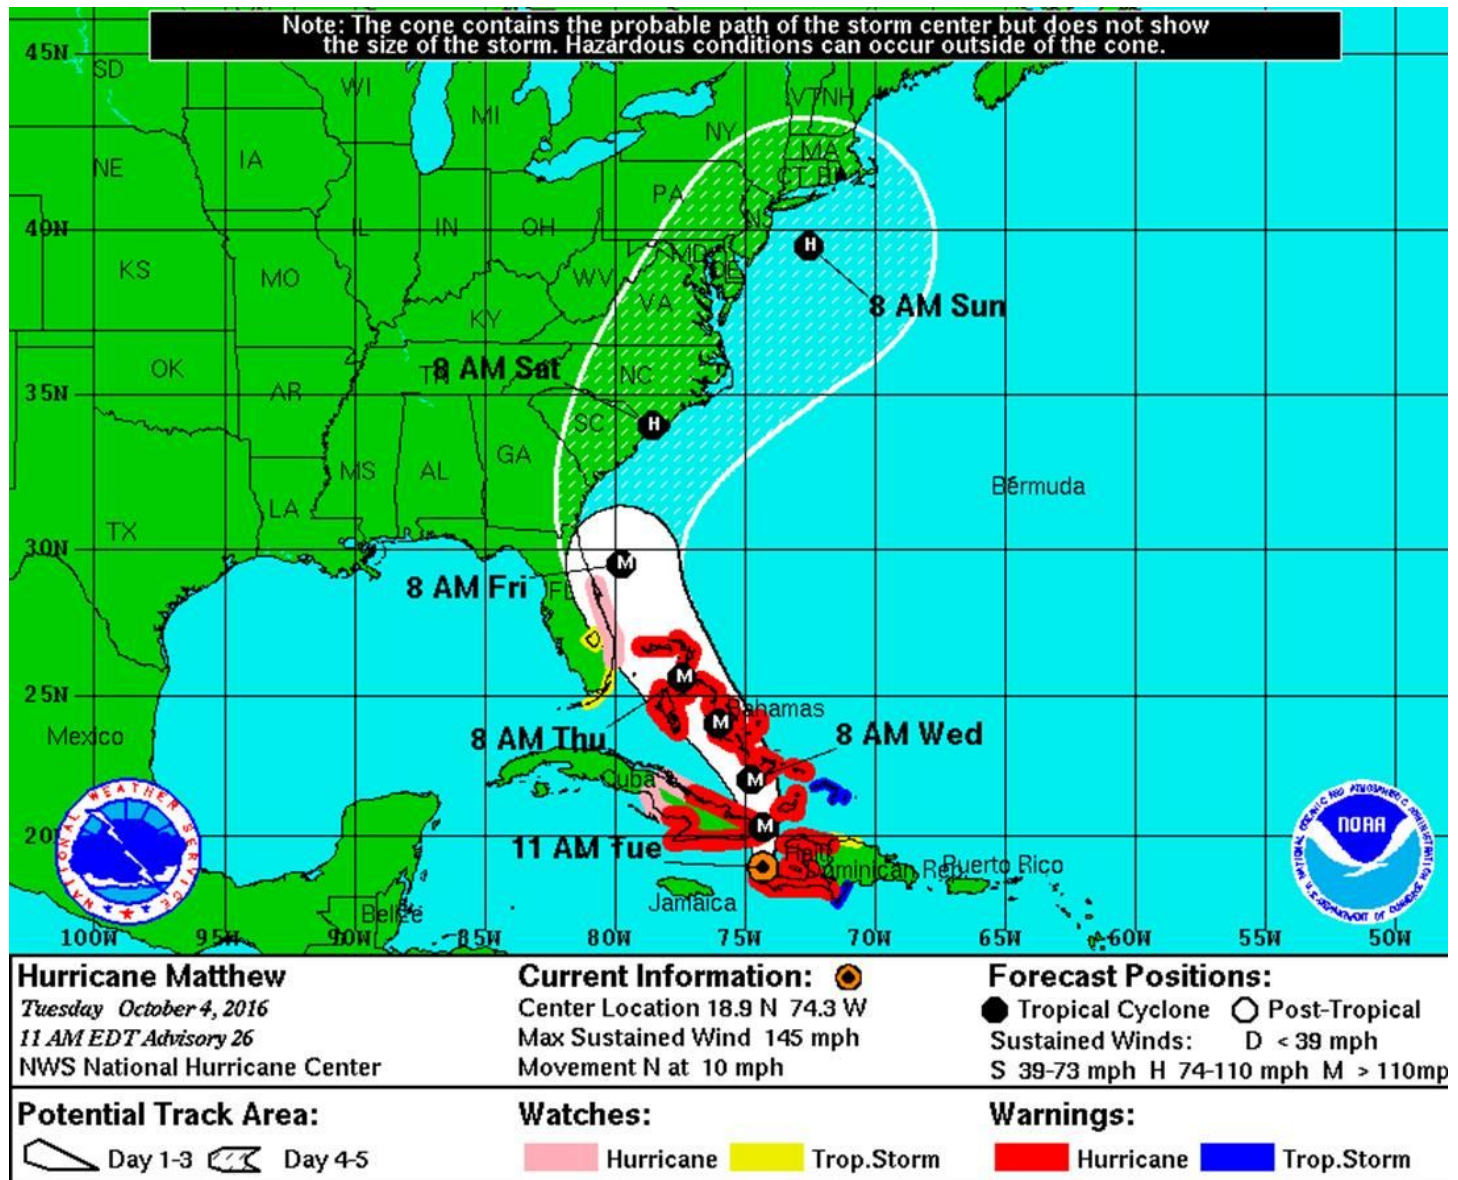 Note: The cone contains the probable path of the storm center but does not show
the size of the storm. Hazardous conditions can occur outside of the cone.
45N
SD
WI
MI
VT NH
NY
NE
IA
MA
CT RI
PA
NJ
40N
IL
IN
OH
MD
DE
KS
MO
WV
VA
H
8 AM Sun
KY
OK
TN
8 AM Sat
NC
35N
AR
SC
H
GA
MS
AL
Bermuda
LA
TX
30N
M
8 AM Fri
FL
M
25N
M
Bahamas
Mexico
8 AM Thu
8 AM Wed
Cuba
M
NATIONAL WEATHER SERVICE
NOAA
M
20N
11 AM Tue
Haiti
Dominican Rep
Puerto Rico
Jamaica
Belize
100W 95W 90W 85W 80W 75W 70W 65W 60W 55W 50W
Hurricane Matthew
Tuesday October 4, 2016
11 AM EDT Advisory 26
NWS National Hurricane Center
Current Information:
Center Location 18.9 N 74.3 W
Max Sustained Wind 145 mph
Movement N at 10 mph
Forecast Positions:
Tropical Cyclone Post-Tropical
Sustained Winds: D < 39 mph
S 39-73 mph H 74-110 mph M > 110mp
Potential Track Area:
Day 1-3 Day 4-5
Watches:
Hurricane Trop.Storm
Warnings:
Hurricane Trop.Storm